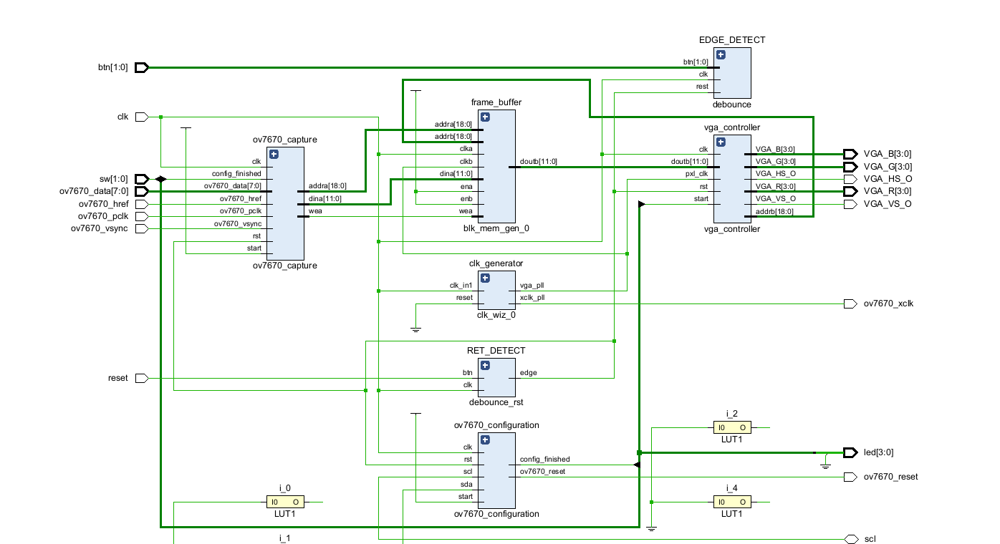 EDGE_DETECT
btn[1:0]
clk
rest
debounce
btn[1:0]
clk
sw[1:0]
ov7670_data[7:0]
ov7670_href
ov7670_pclk
ov7670_vsync
ov7670_capture
clk
config_finished
ov7670_data[7:0]
ov7670_href
ov7670_pclk
ov7670_vsync
rst
start
addra[18:0]
dina[11:0]
wea
ov7670_capture
frame_buffer
addra[18:0]
addrb[18:0]
clka
clkb
dina[11:0]
ena
enb
wea
doutb[11:0]
blk_mem_gen_0
vga_controller
clk
doutb[11:0]
pxl_clk
rst
start
VGA_B[3:0]
VGA_G[3:0]
VGA_HS_O
VGA_R[3:0]
VGA_VS_O
addrb[18:0]
vga_controller
VGA_B[3:0]
VGA_G[3:0]
VGA_HS_O
VGA_R[3:0]
VGA_VS_O
clk_generator
clk_in1
reset
vga_pll
xclk_pll
clk_wiz_0
ov7670_xclk
RET_DETECT
reset
btn
clk
edge
debounce_rst
ov7670_configuration
clk
rst
scl
sda
start
config_finished
ov7670_reset
ov7670_configuration
i_2
I0 O
LUT1
led[3:0]
ov7670_reset
i_0
I0 O
LUT1
i_4
I0 O
LUT1
i_1
scl